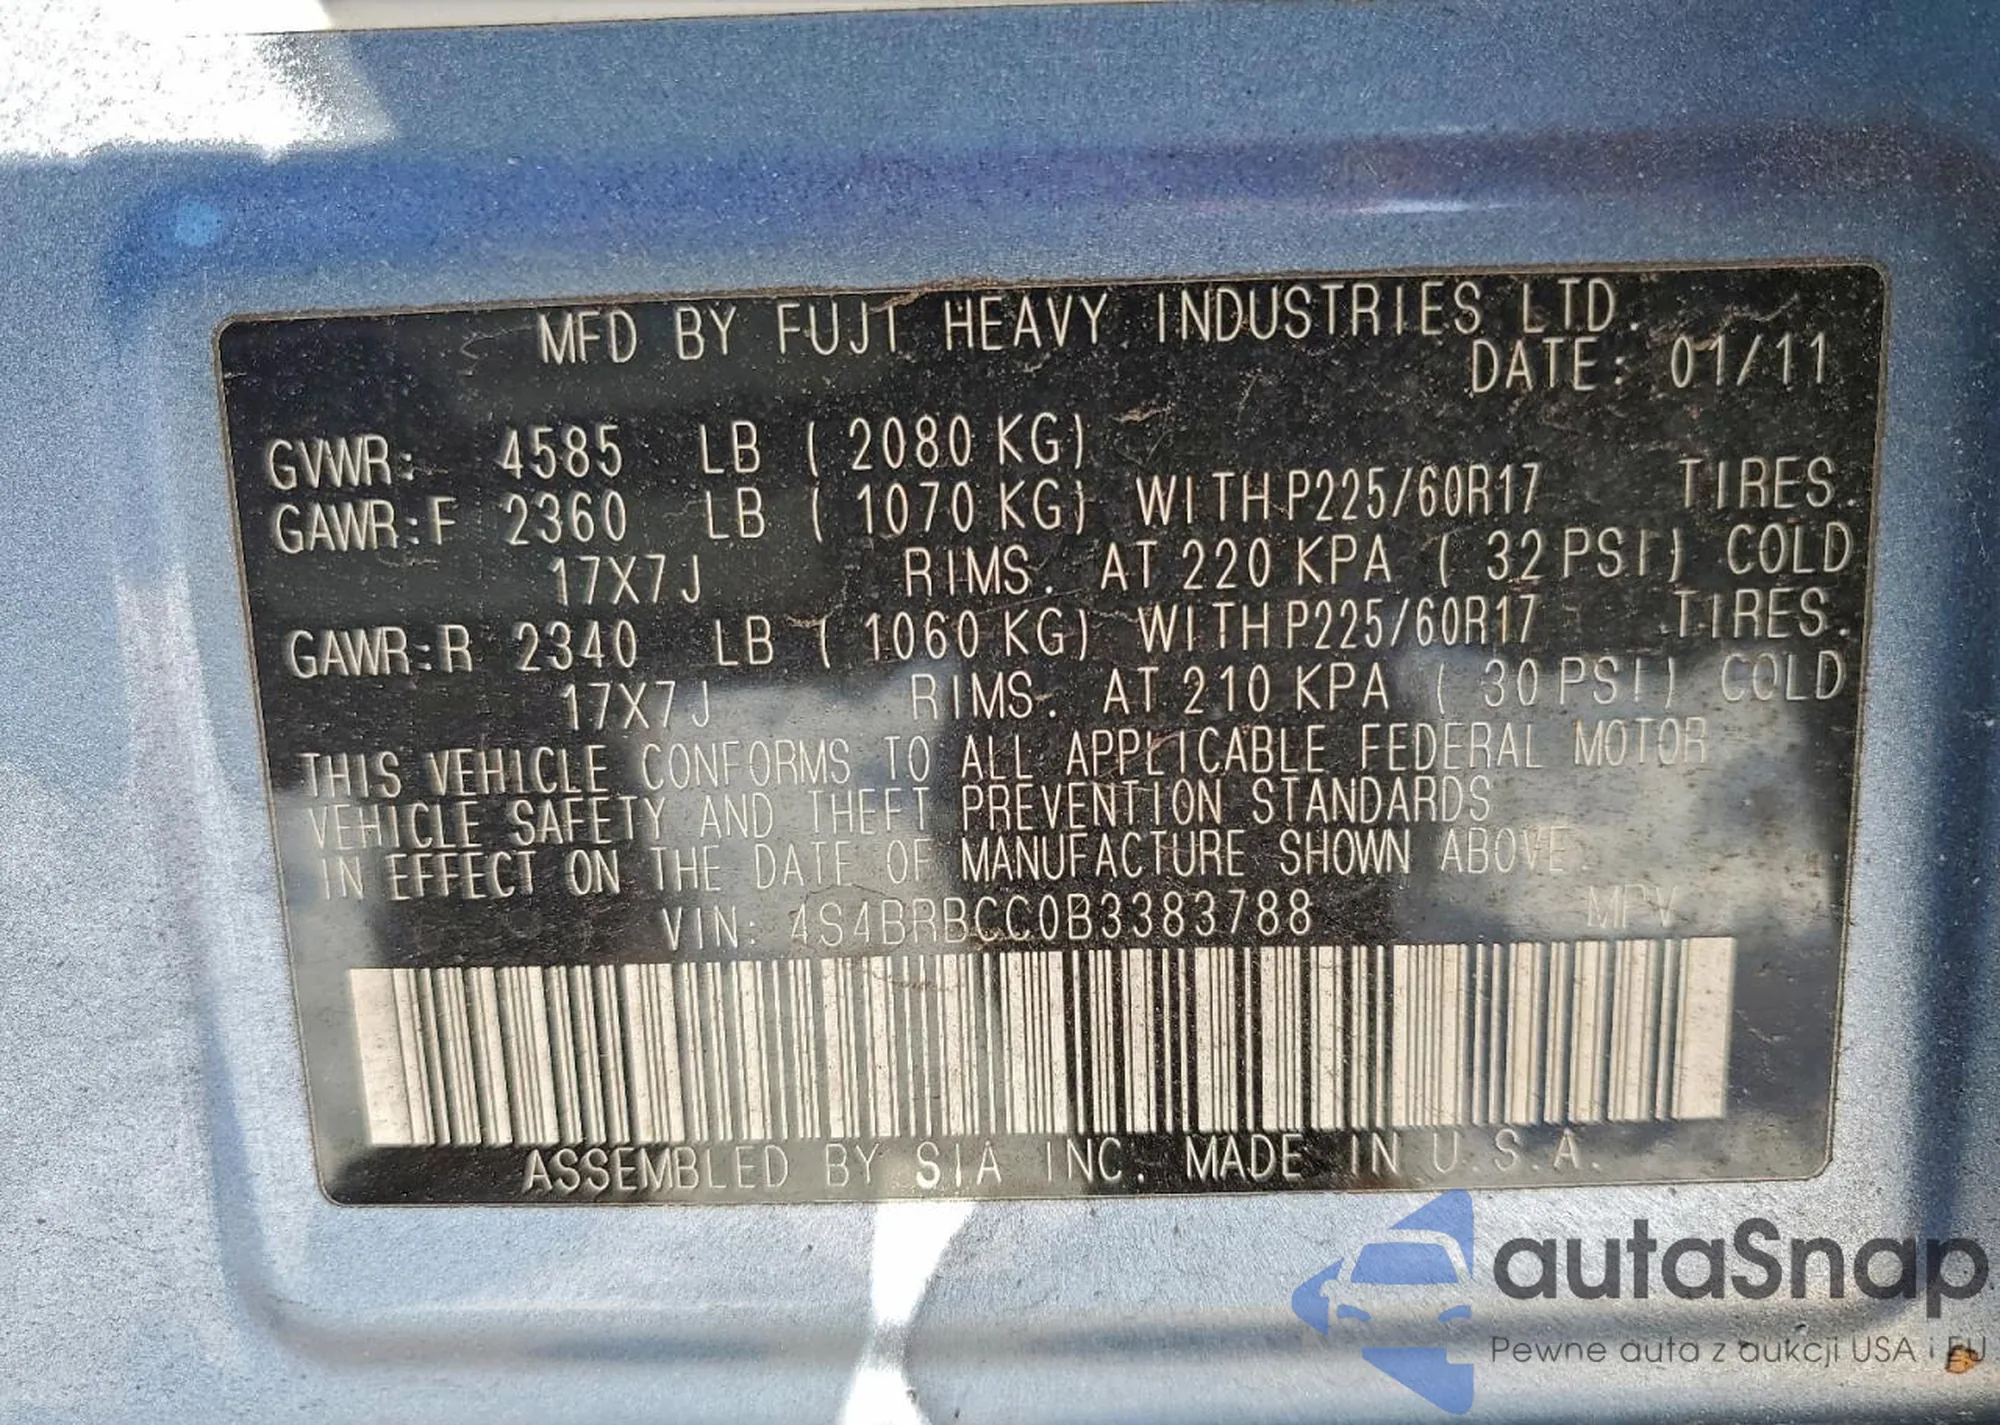 MFD BY FUJI HEAVY INDUSTRIES LTD.
DATE: 01/11
GVWR: 4585 LB ( 2080 KG)
GAWR:F 2360 LB ( 1070 KG) WITH P225/60R17 TIRES.
17X7J RIMS. AT 220 KPA ( 32 PSI) COLD
GAWR:R 2340 LB ( 1060 KG) WITH P225/60R17 TIRES.
17X7J RIMS. AT 210 KPA ( 30 PSI) COLD
THIS VEHICLE CONFORMS TO ALL APPLICABLE FEDERAL MOTOR
VEHICLE SAFETY AND THEFT PREVENTION STANDARDS
IN EFFECT ON THE DATE OF MANUFACTURE SHOWN ABOVE.
VIN: 4S4BRBCC0B3383788 MPV
ASSEMBLED BY SIA INC. MADE IN U.S.A.
autaSnap
Pewne auta z aukcji USA i EU